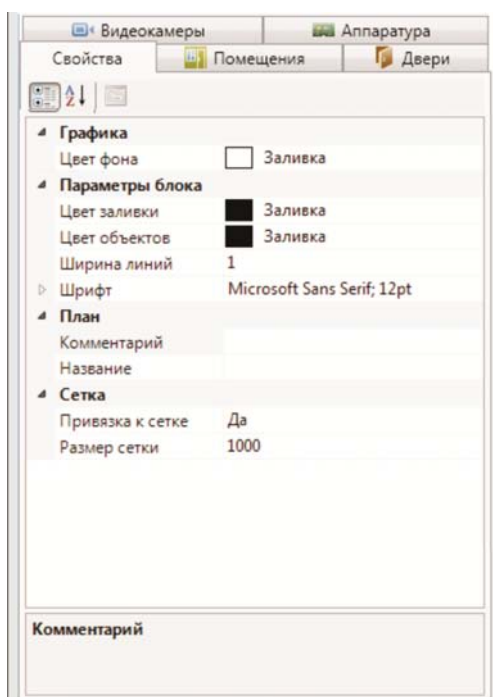 Видеокамеры Аппаратура
Свойства Помещения Двери
Графика
Цвет фона Заливка
Параметры блока
Цвет заливки Заливка
Цвет объектов Заливка
Ширина линий 1
Шрифт Microsoft Sans Serif; 12pt
План
Комментарий
Название
Сетка
Привязка к сетке Да
Размер сетки 1000
Комментарий